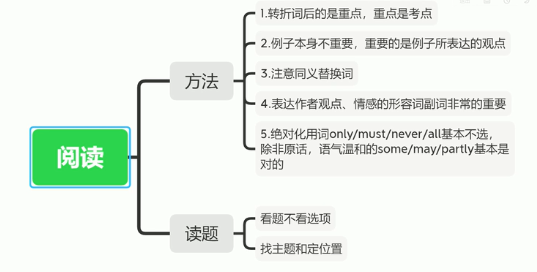 阅读
方法
1.转折词后的是重点，重点是考点
2.例子本身不重要，重要的是例子所表达的观点
3.注意同义替换词
4.表达作者观点、情感的形容词副词非常的重要
5.绝对化用词only/must/never/all基本不选，
除非原话，语气温和的some/may/partly基本是
对的
读题
看题不看选项
找主题和定位置